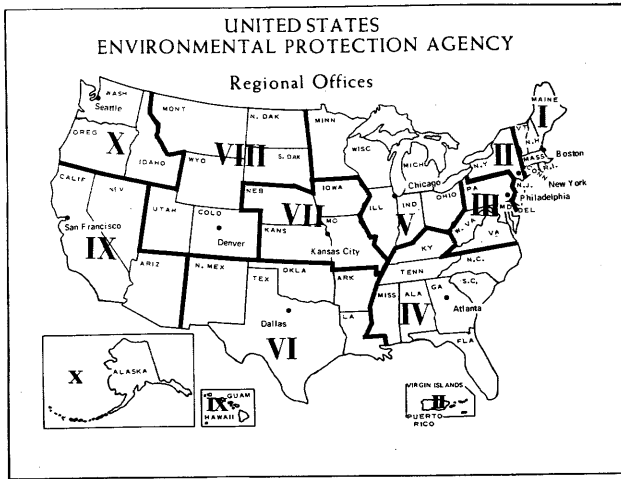 UNITED STATES
ENVIRONMENTAL PROTECTION AGENCY
Regional Offices
WASH
Seattle
MONT
N. DAK
MINN
MAINE
I
OREG
X
VIII
S. DAK
WISC
MICH
VT
N.H
II
N.Y
MASS
Boston
IDAHO
WYO
CONN
R.I.
CALIF
NEV
NEB
IOWA
Chicago
PA
N.J.
New York
UTAH
COLO
VII
ILL
IND
OHIO
III
Philadelphia
MD
DEL
San Francisco
Denver
KANS
MO
V
W. VA
VA
IX
Kansas City
KY
ARIZ
N. MEX
OKLA
ARK
TENN
N.C.
TEX
MISS
ALA
GA
S.C,
Dallas
LA
IV
Atlanta
VI
FLA
X
ALASKA
GUAM
IX
HAWAII
VIRGIN ISLANDS
II
PUERTO
RICO